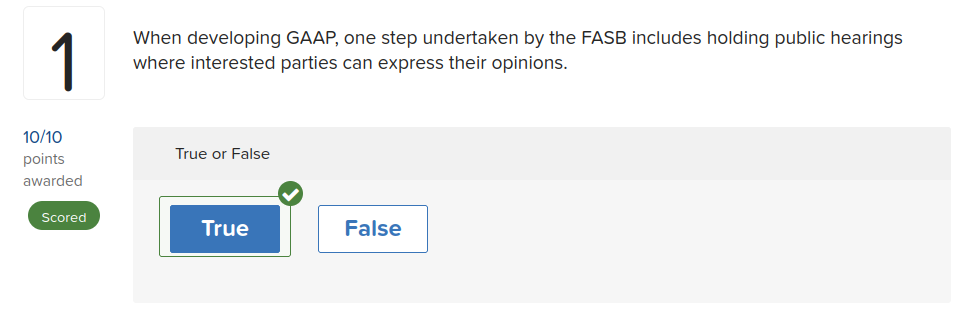 1
When developing GAAP, one step undertaken by the FASB includes holding public hearings
where interested parties can express their opinions.
10/10
points
awarded
Scored
True or False
True
False